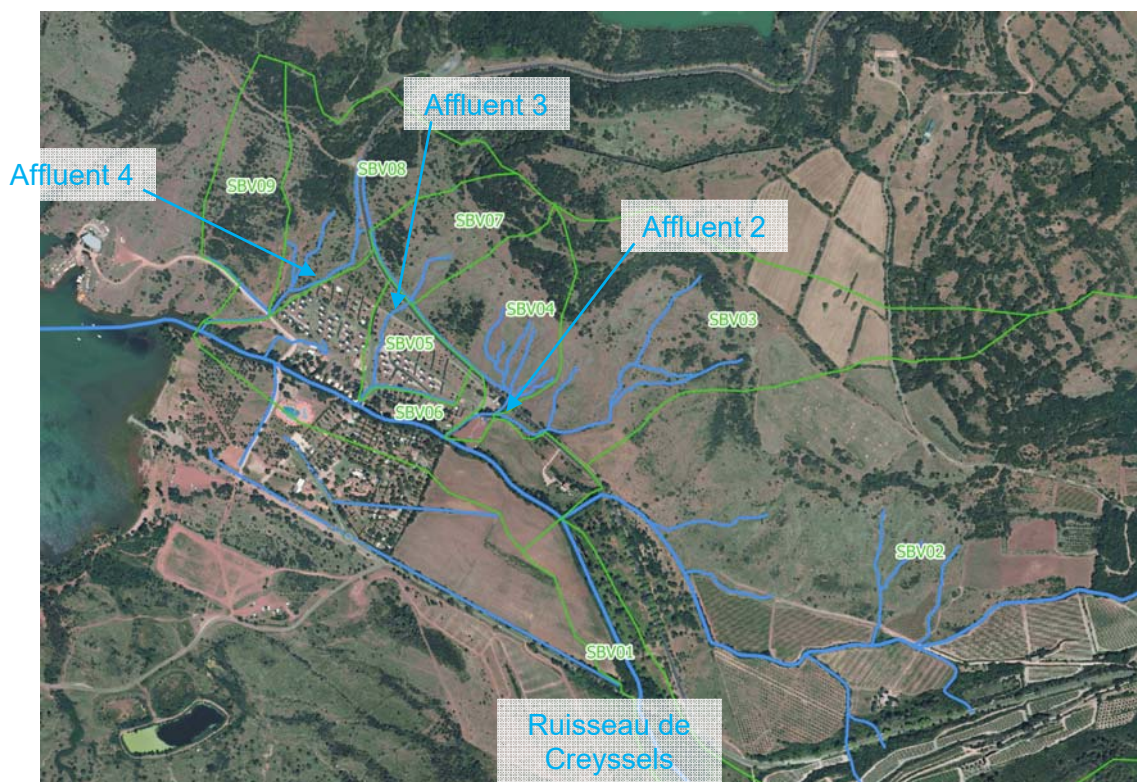 Affluent 3
SBV08
Affluent 4
SBV09
SBV07
Affluent 2
SBV04
SBV03
SBV05
SBV06
SBV02
SBV01
Ruisseau de
Creyssels